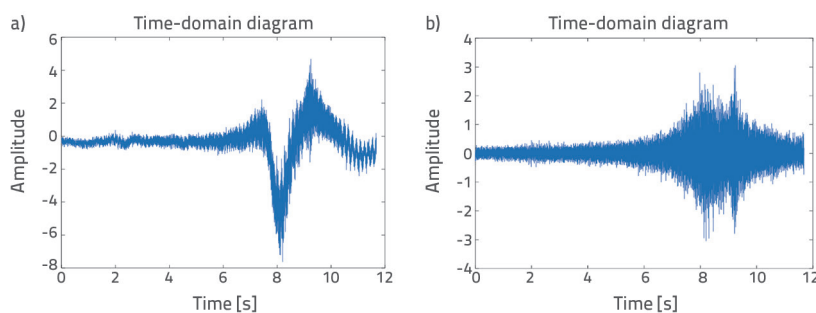 a) Time-domain diagram
6
4
2
0
-2
-4
-6
-8
Amplitude
0 2 4 6 8 10 12
Time [s]
b) Time-domain diagram
4
3
2
1
0
-1
-2
-3
-4
Amplitude
0 2 4 6 8 10 12
Time [s]